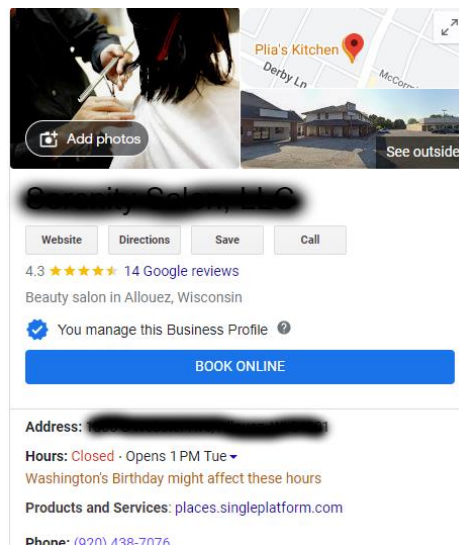 Plia's Kitchen
Derby Ln
McCorm
Add photos
See outside
Website Directions Save Call
4.3 14 Google reviews
Beauty salon in Allouez, Wisconsin
You manage this Business Profile
BOOK ONLINE
Address:
Hours: Closed · Opens 1 PM Tue
Washington's Birthday might affect these hours
Products and Services: places.singleplatform.com
Phone: (920) 438-7076